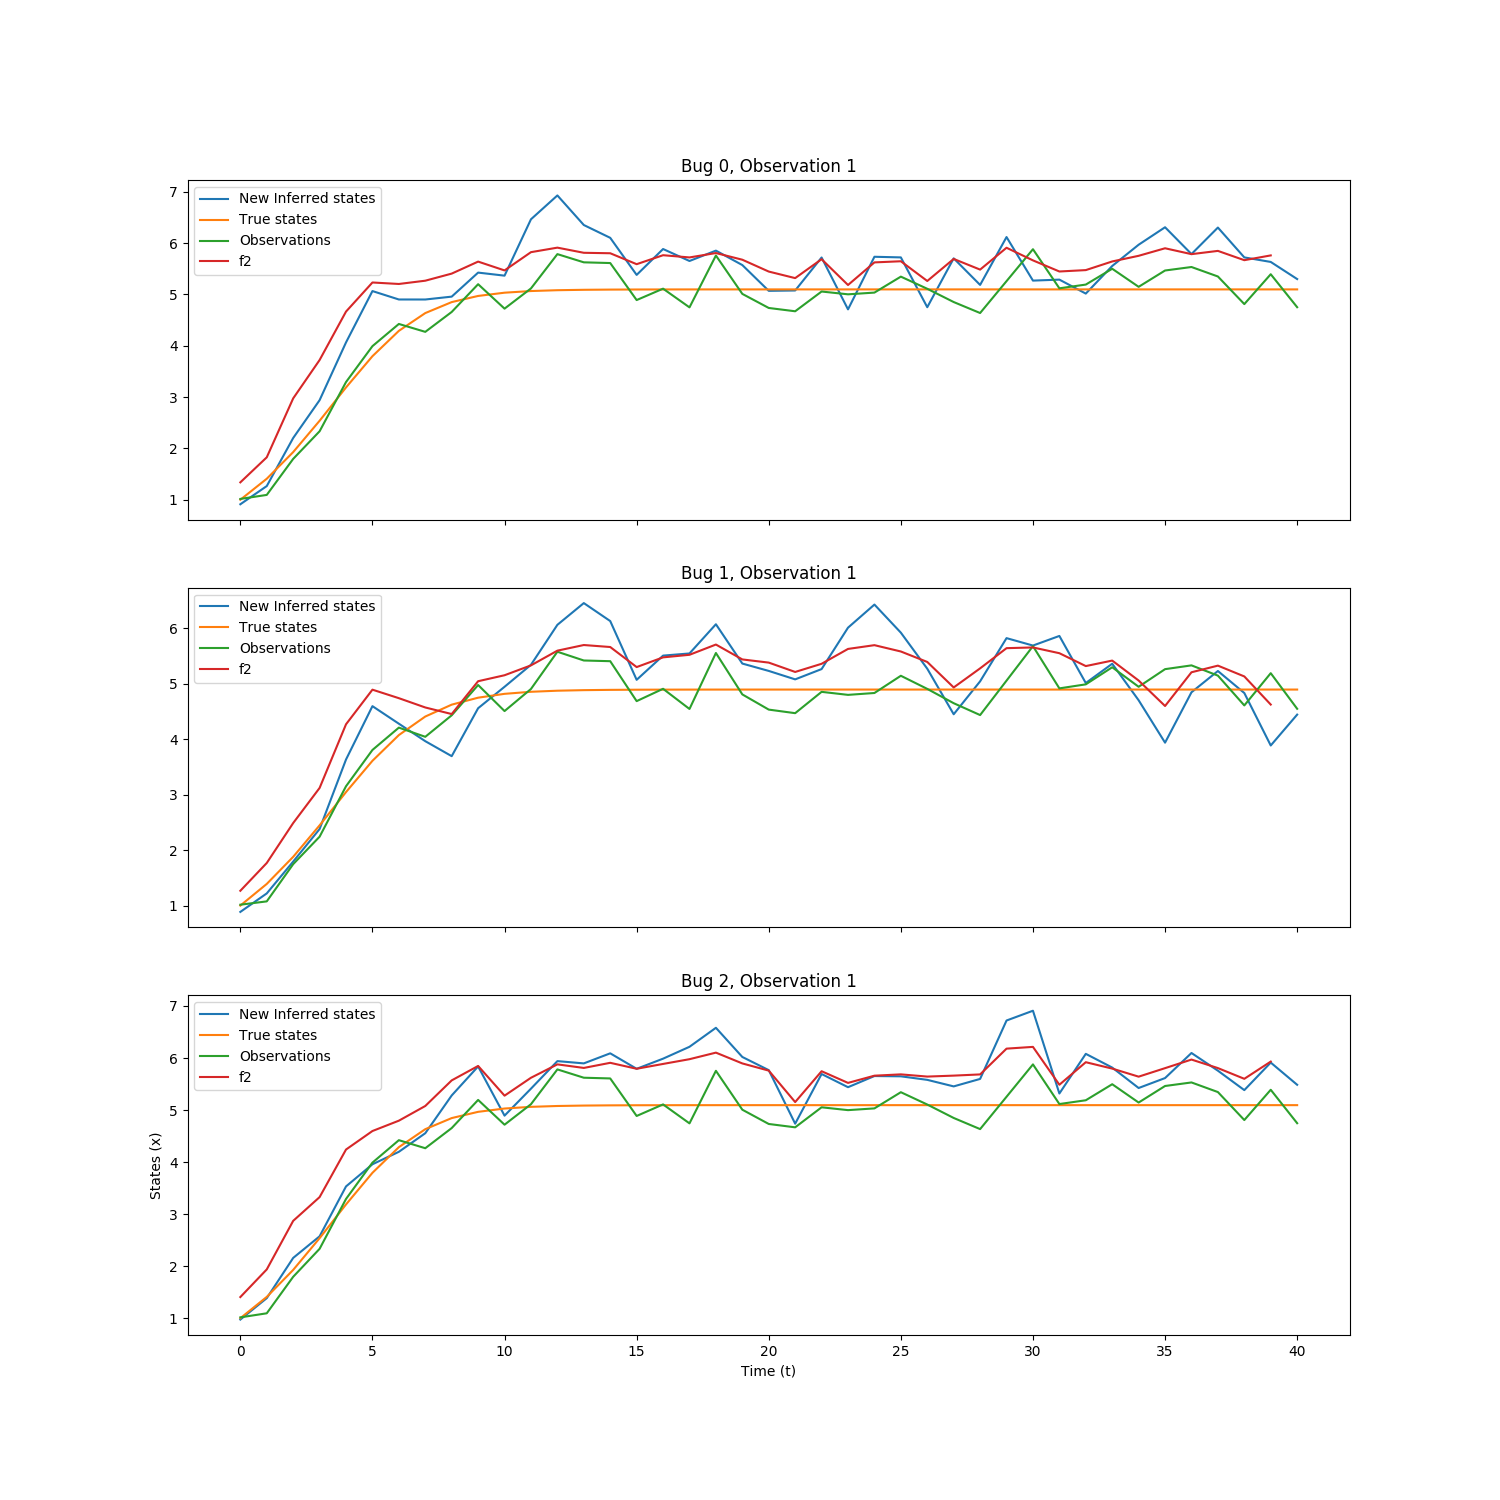 Bug 0, Observation 1
7
6
5
4
3
2
1
New Inferred states
True states
Observations
f2
Bug 1, Observation 1
6
5
4
3
2
1
New Inferred states
True states
Observations
f2
Bug 2, Observation 1
7
6
5
4
3
2
1
States (x)
New Inferred states
True states
Observations
f2
0 5 10 15 20 25 30 35 40
Time (t)